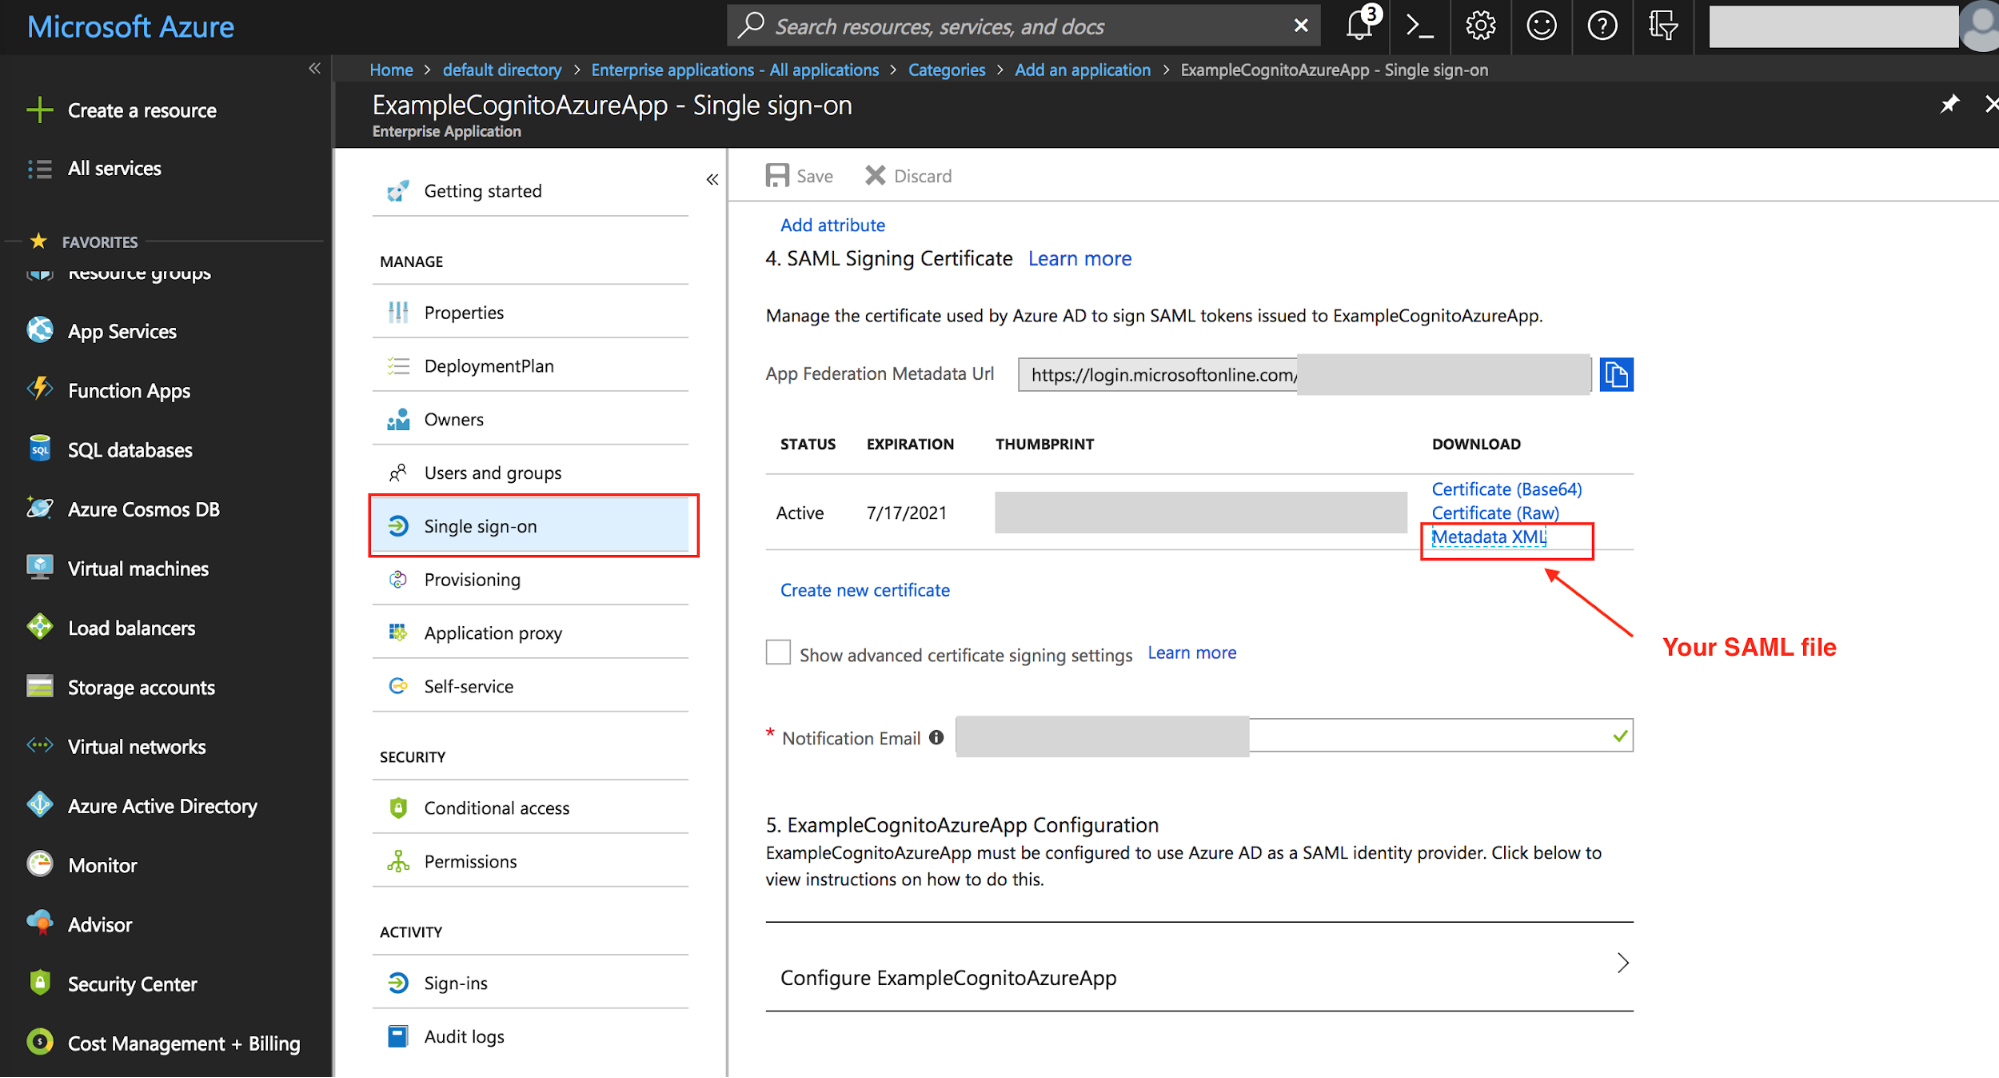 Microsoft Azure
Search resources, services, and docs
3
Home > default directory > Enterprise applications - All applications > Categories > Add an application > ExampleCognitoAzureApp - Single sign-on
ExampleCognitoAzureApp - Single sign-on
Enterprise Application
Create a resource
All services
FAVORITES
Resource groups
App Services
Function Apps
SQL databases
Azure Cosmos DB
Virtual machines
Load balancers
Storage accounts
Virtual networks
Azure Active Directory
Monitor
Advisor
Security Center
Cost Management + Billing
Getting started
MANAGE
Properties
DeploymentPlan
Owners
Users and groups
Single sign-on
Provisioning
Application proxy
Self-service
SECURITY
Conditional access
Permissions
ACTIVITY
Sign-ins
Audit logs
Save Discard
Add attribute
4. SAML Signing Certificate Learn more
Manage the certificate used by Azure AD to sign SAML tokens issued to ExampleCognitoAzureApp.
App Federation Metadata Url https://login.microsoftonline.com/
STATUS EXPIRATION THUMBPRINT DOWNLOAD
Active 7/17/2021
Certificate (Base64)
Certificate (Raw)
Metadata XML
Your SAML file
Create new certificate
Show advanced certificate signing settings Learn more
* Notification Email
5. ExampleCognitoAzureApp Configuration
ExampleCognitoAzureApp must be configured to use Azure AD as a SAML identity provider. Click below to
view instructions on how to do this.
Configure ExampleCognitoAzureApp